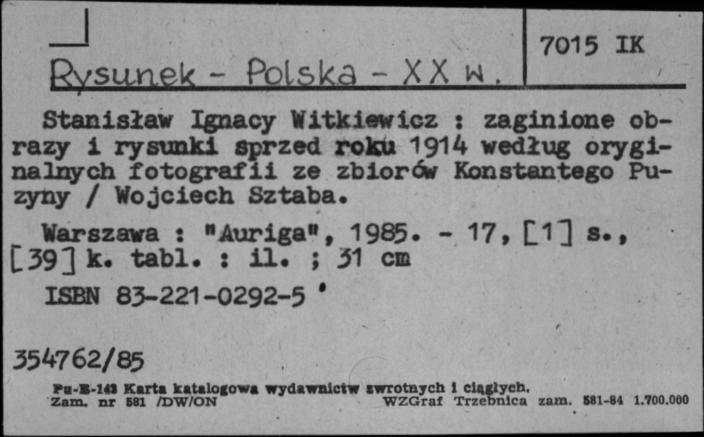 7015 IK
Rysunek - Polska - XX w.
Stanisław Ignacy Witkiewicz : zaginione ob-
razy i rysunki sprzed roku 1914 według orygi-
nalnych fotografii ze zbiorów Konstantego Pu-
zyny / Wojciech Sztaba.
Warszawa : "Auriga", 1985. - 17, [1] s.,
[39] k. tabl. : il. ; 31 cm
ISBN 83-221-0292-5
354762/85
Pu-B-143 Karta katalogowa wydawnictw zwrotnych i ciągłych.
Zam. nr 581 /DW/ON WZGraf Trzebnica zam. 581-84 1.700.000